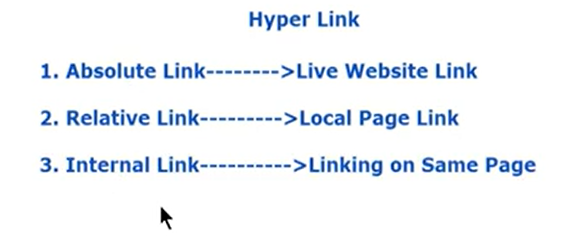 Hyper Link
1. Absolute Link-------->Live Website Link
2. Relative Link--------->Local Page Link
3. Internal Link---------->Linking on Same Page